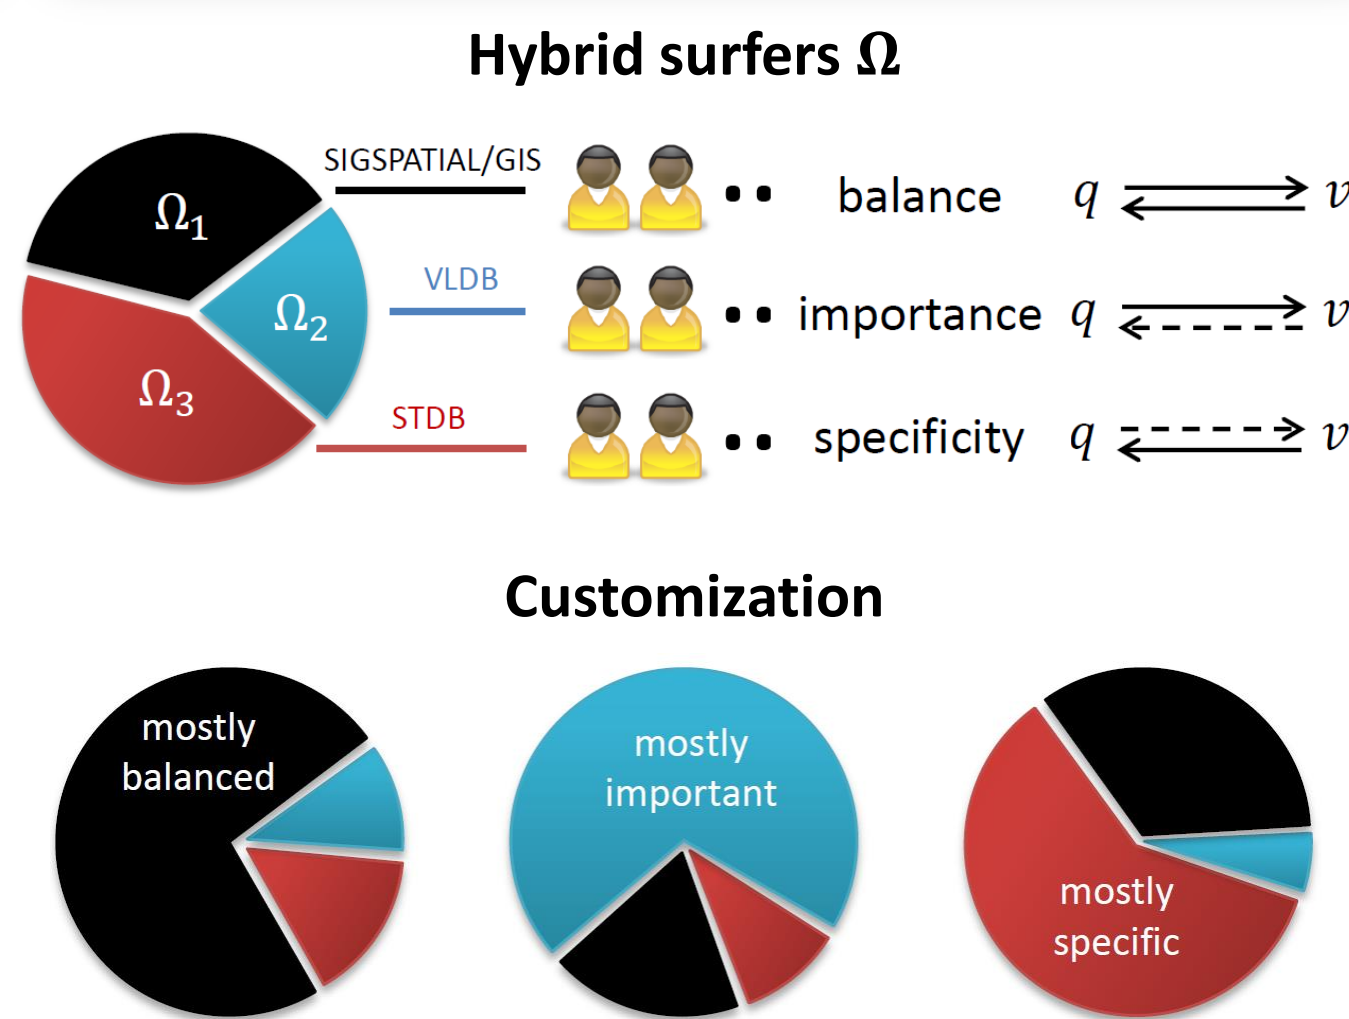 Hybrid surfers Ω
Ω₁
Ω₂
Ω₃
SIGSPATIAL/GIS
balance q v
VLDB
importance q v
STDB
specificity q v
Customization
mostly
balanced
mostly
important
mostly
specific